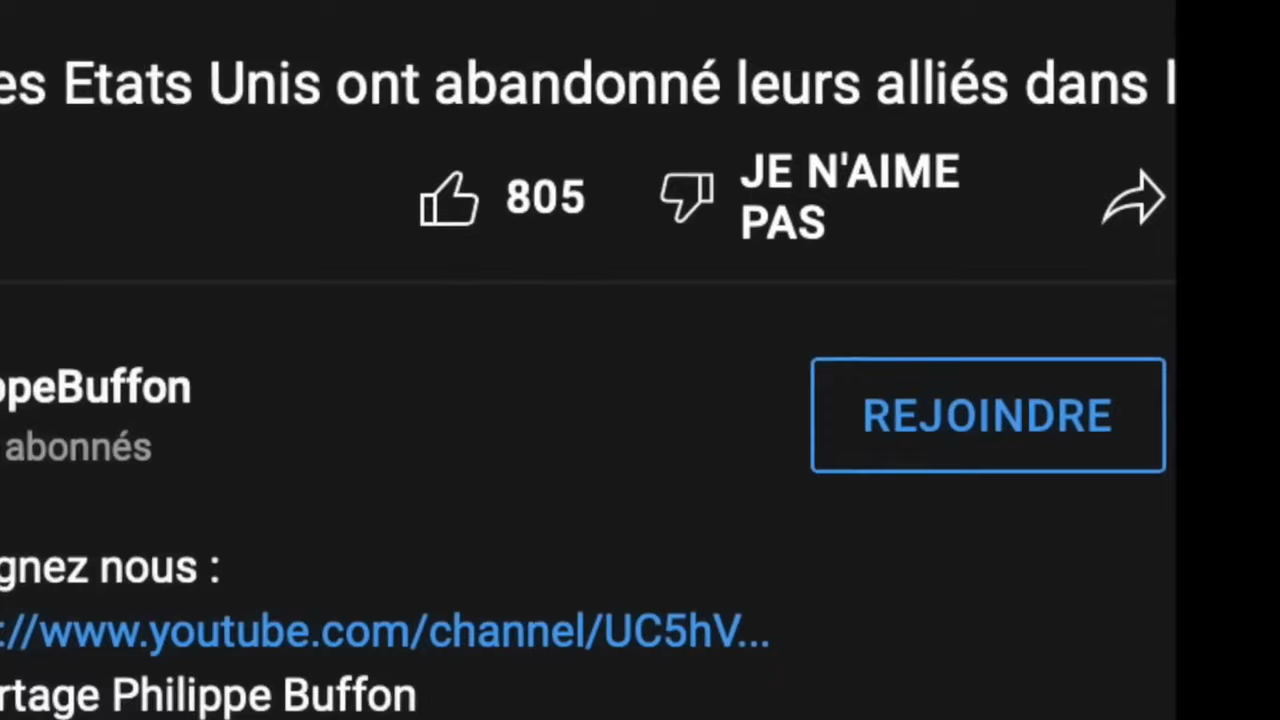 es Etats Unis ont abandonné leurs alliés dans l
805
JE N'AIME
PAS
ppeBuffon
abonnés
REJOINDRE
gnez nous :
://www.youtube.com/channel/UC5hV...
rtage Philippe Buffon